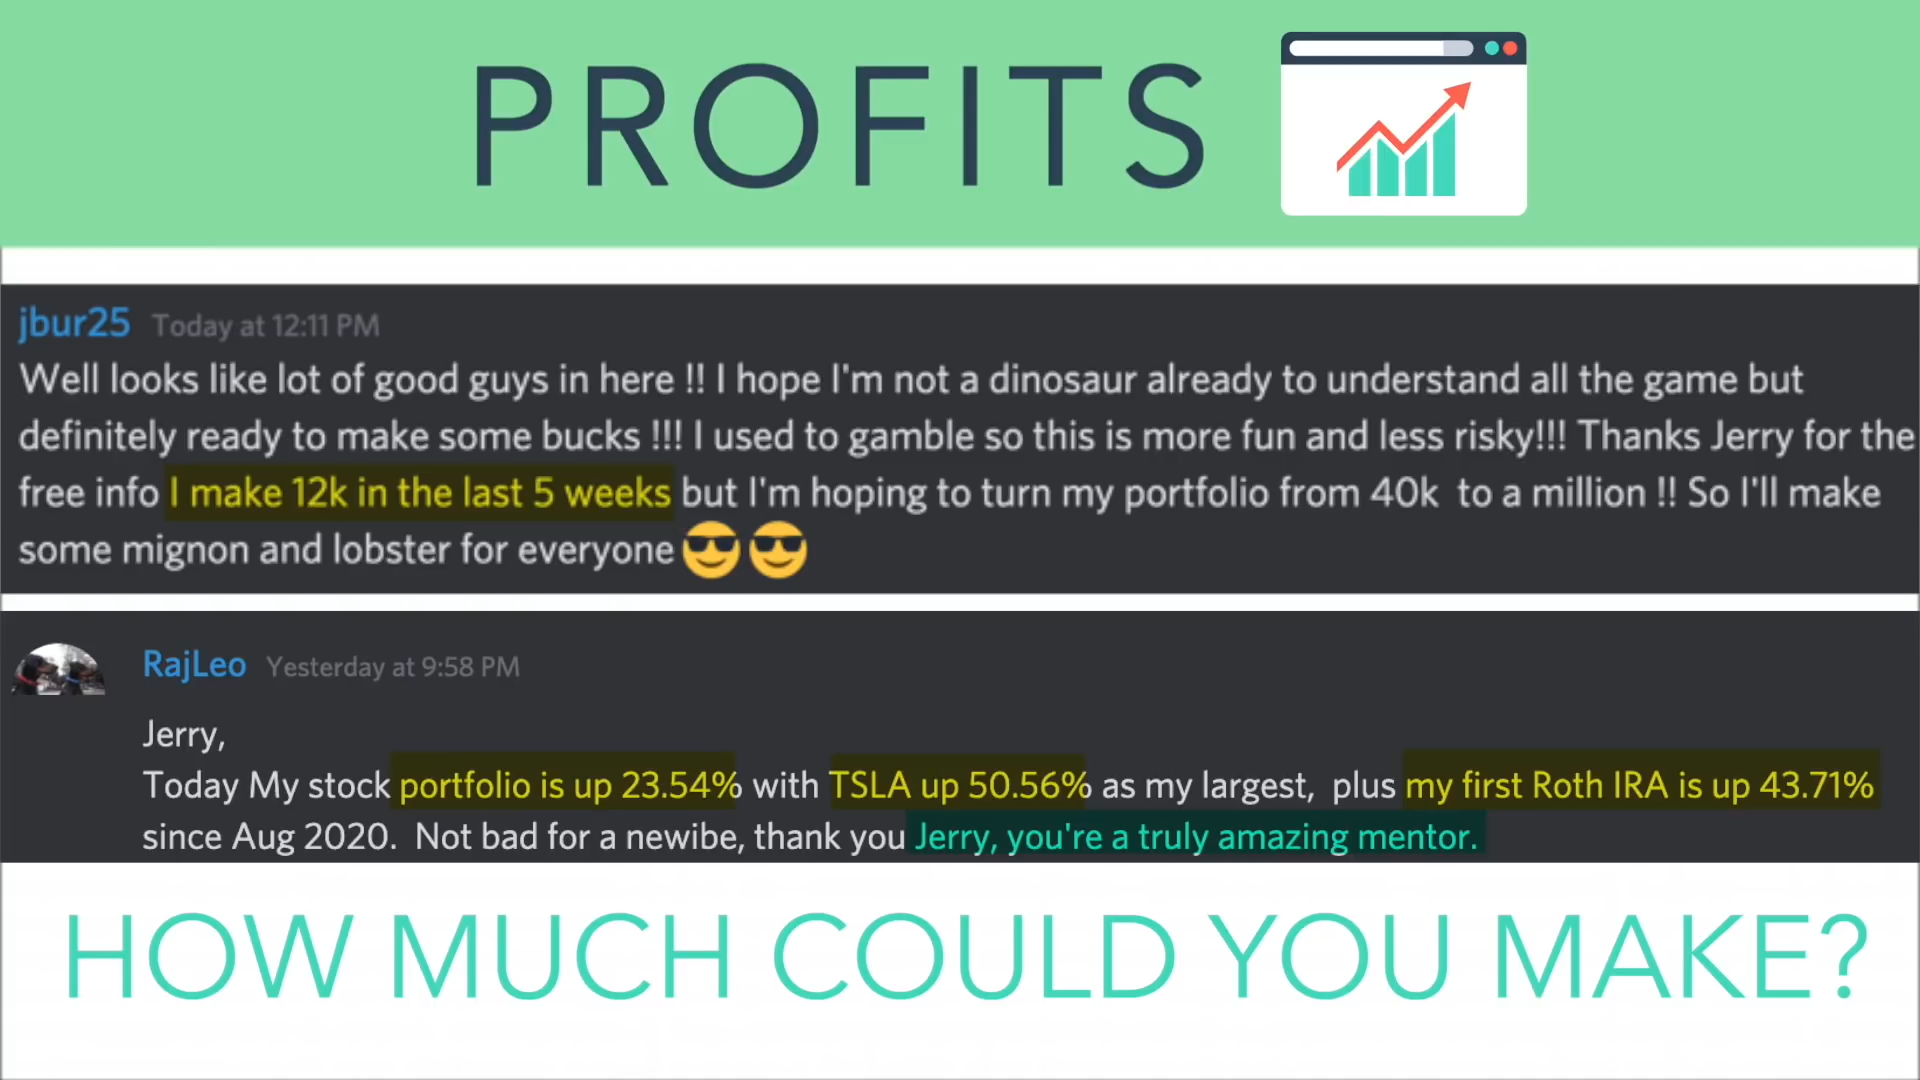 PROFITS
jbur25 Today at 12:11 PM
Well looks like lot of good guys in here !! I hope I'm not a dinosaur already to understand all the game but
definitely ready to make some bucks !!! I used to gamble so this is more fun and less risky!!! Thanks Jerry for the
free info I make 12k in the last 5 weeks but I'm hoping to turn my portfolio from 40k to a million !! So I'll make
some mignon and lobster for everyone 😎😎
RajLeo Yesterday at 9:58 PM
Jerry,
Today My stock portfolio is up 23.54% with TSLA up 50.56% as my largest, plus my first Roth IRA is up 43.71%
since Aug 2020. Not bad for a newibe, thank you Jerry, you're a truly amazing mentor.
HOW MUCH COULD YOU MAKE?